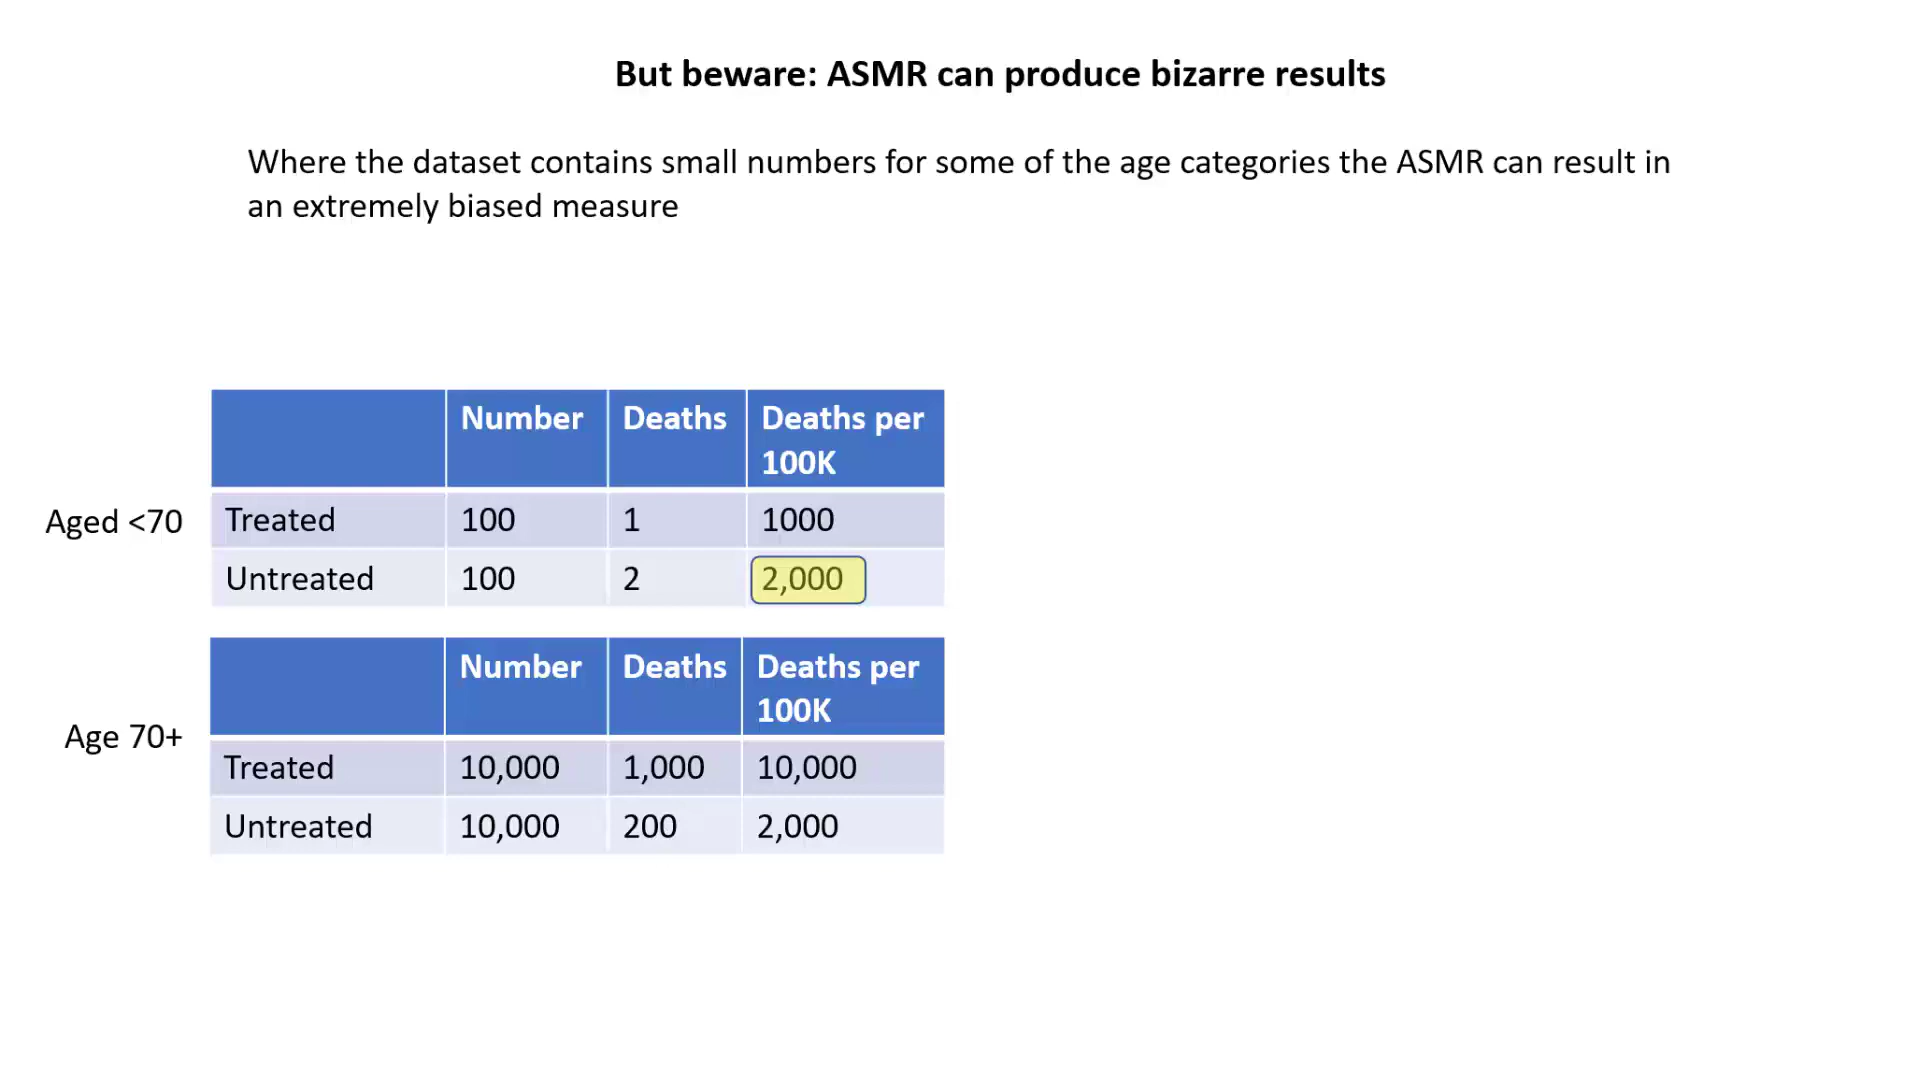 But beware: ASMR can produce bizarre results
Where the dataset contains small numbers for some of the age categories the ASMR can result in
an extremely biased measure
Number Deaths Deaths per
100K
Aged <70 Treated 100 1 1000
Untreated 100 2 2,000
Number Deaths Deaths per
100K
Age 70+
Treated 10,000 1,000 10,000
Untreated 10,000 200 2,000